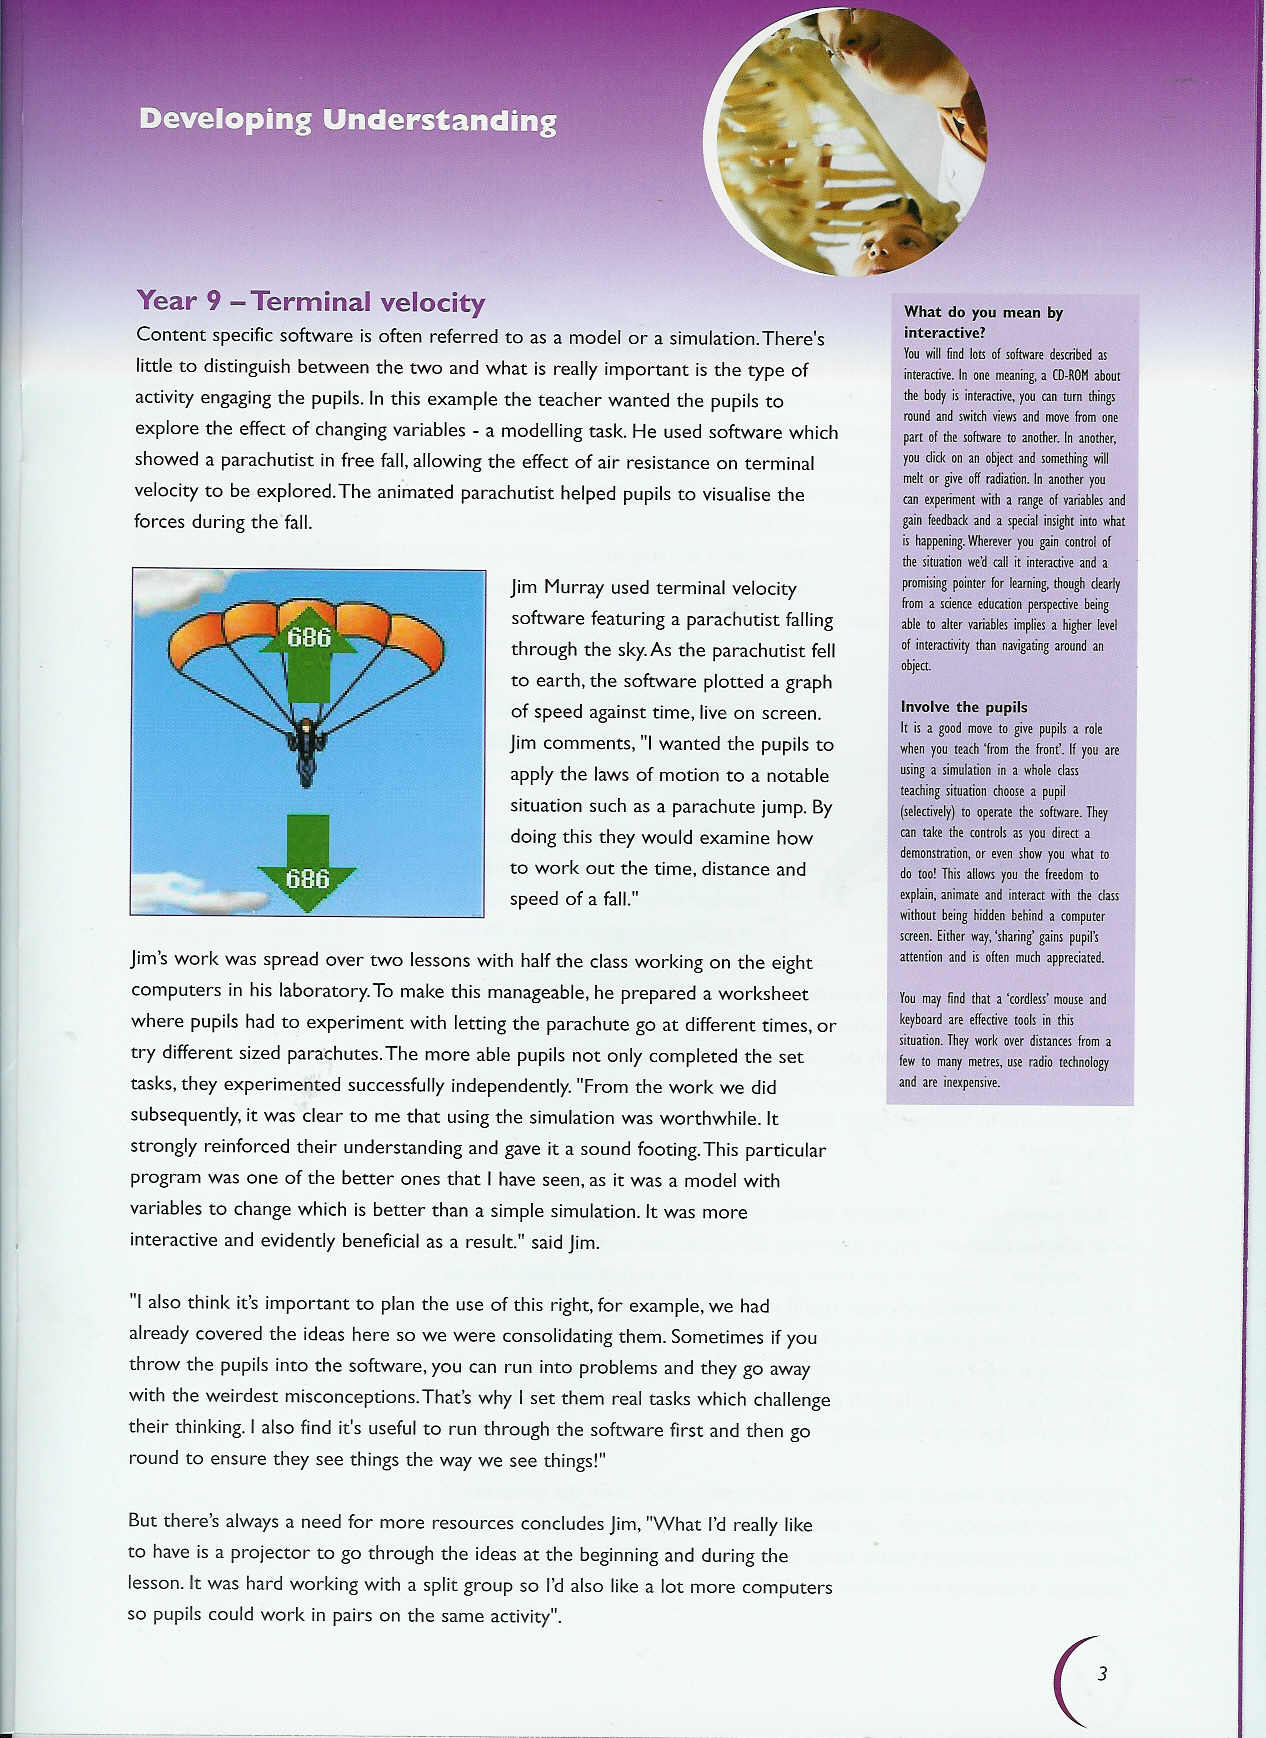 Developing Understanding
Year 9 – Terminal velocity
Content specific software is often referred to as a model or a simulation. There's
little to distinguish between the two and what is really important is the type of
activity engaging the pupils. In this example the teacher wanted the pupils to
explore the effect of changing variables - a modelling task. He used software which
showed a parachutist in free fall, allowing the effect of air resistance on terminal
velocity to be explored. The animated parachutist helped pupils to visualise the
forces during the fall.
686
686
Jim Murray used terminal velocity
software featuring a parachutist falling
through the sky. As the parachutist fell
to earth, the software plotted a graph
of speed against time, live on screen.
Jim comments, "I wanted the pupils to
apply the laws of motion to a notable
situation such as a parachute jump. By
doing this they would examine how
to work out the time, distance and
speed of a fall."
Jim's work was spread over two lessons with half the class working on the eight
computers in his laboratory. To make this manageable, he prepared a worksheet
where pupils had to experiment with letting the parachute go at different times, or
try different sized parachutes. The more able pupils not only completed the set
tasks, they experimented successfully independently. "From the work we did
subsequently, it was clear to me that using the simulation was worthwhile. It
strongly reinforced their understanding and gave it a sound footing. This particular
program was one of the better ones that I have seen, as it was a model with
variables to change which is better than a simple simulation. It was more
interactive and evidently beneficial as a result." said Jim.
"I also think it's important to plan the use of this right, for example, we had
already covered the ideas here so we were consolidating them. Sometimes if you
throw the pupils into the software, you can run into problems and they go away
with the weirdest misconceptions. That's why I set them real tasks which challenge
their thinking. I also find it's useful to run through the software first and then go
round to ensure they see things the way we see things!"
But there's always a need for more resources concludes Jim, "What I'd really like
to have is a projector to go through the ideas at the beginning and during the
lesson. It was hard working with a split group so I'd also like a lot more computers
so pupils could work in pairs on the same activity".
What do you mean by
interactive?
You will find lots of software described as
interactive. In one meaning, a CD-ROM about
the body is interactive, you can turn things
round and switch views and move from one
part of the software to another. In another,
you click on an object and something will
melt or give off radiation. In another you
can experiment with a range of variables and
gain feedback and a special insight into what
is happening. Wherever you gain control of
the situation we'd call it interactive and a
promising pointer for learning, though clearly
from a science education perspective being
able to alter variables implies a higher level
of interactivity than navigating around an
object.
Involve the pupils
It is a good move to give pupils a role
when you teach 'from the front'. If you are
using a simulation in a whole class
teaching situation choose a pupil
(selectively) to operate the software. They
can take the controls as you direct a
demonstration, or even show you what to
do too! This allows you the freedom to
explain, animate and interact with the class
without being hidden behind a computer
screen. Either way, 'sharing' gains pupil's
attention and is often much appreciated.
You may find that a 'cordless' mouse and
keyboard are effective tools in this
situation. They work over distances from a
few to many metres, use radio technology
and are inexpensive.
3